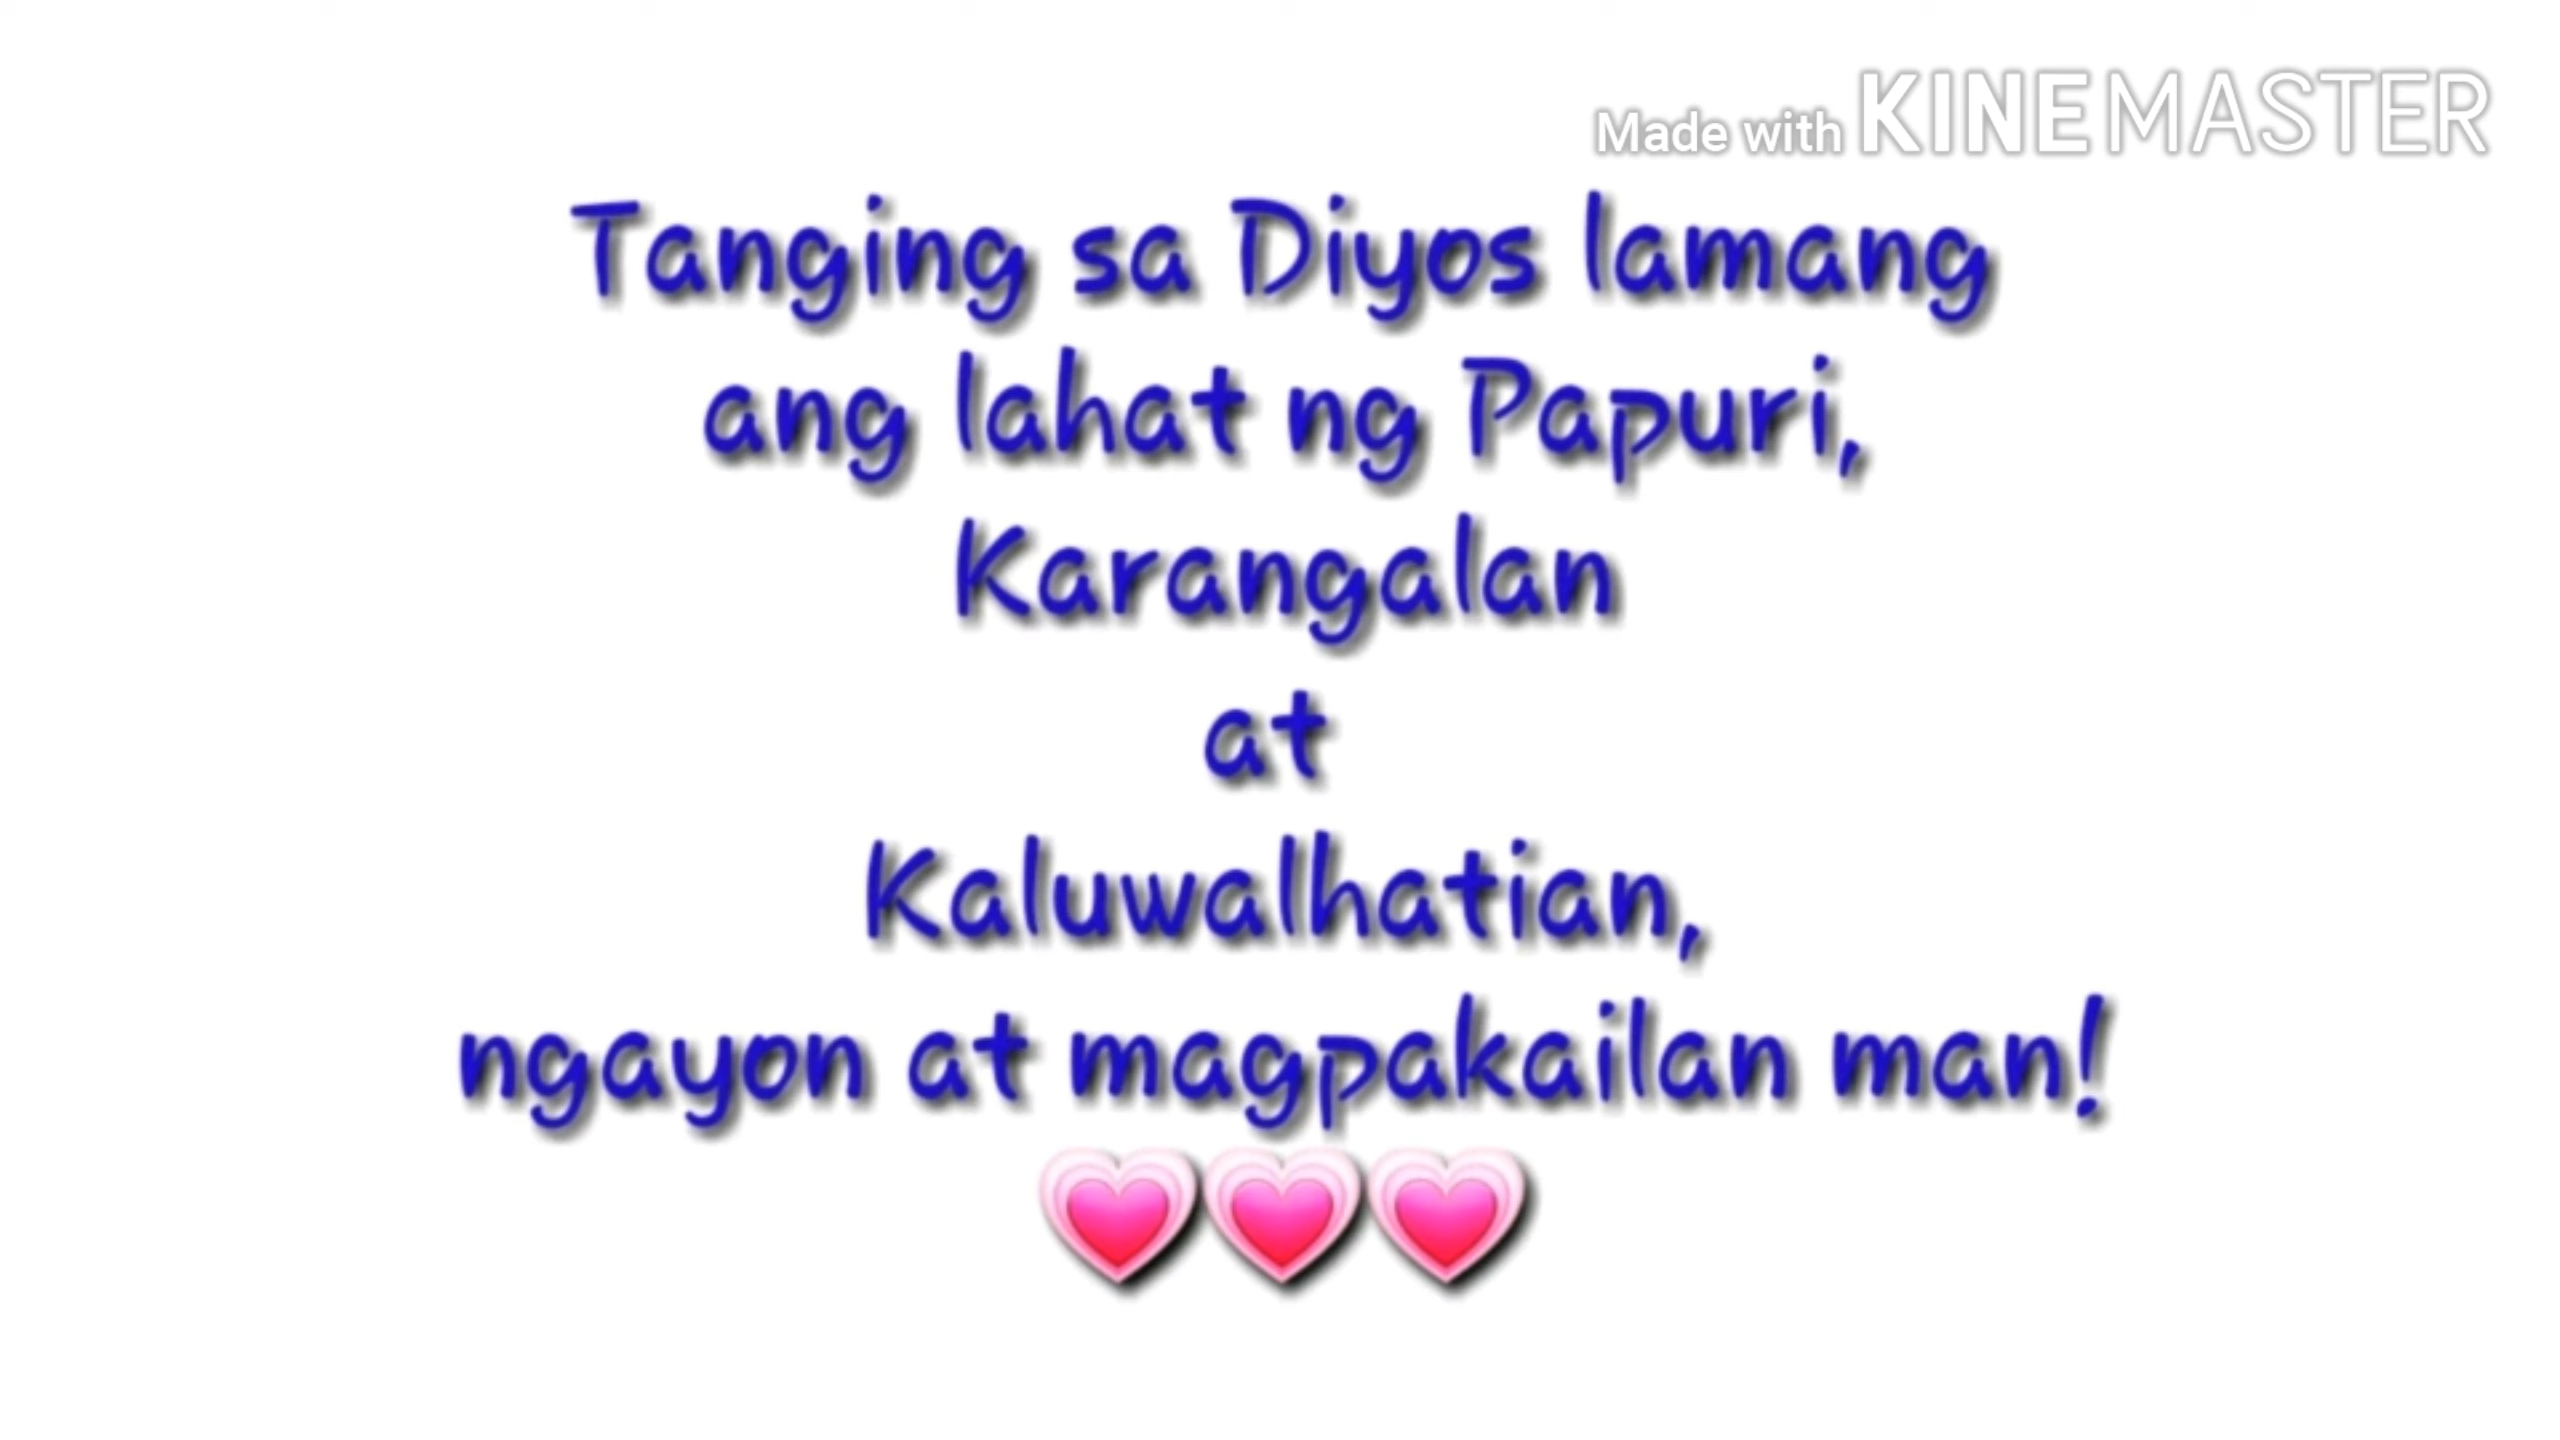 Made with KINEMASTER
Tanging sa Diyos lamang
ang lahat ng Papuri,
Karangalan
at
Kaluwalhatian,
ngayon at magpakailan man!
💗💗💗